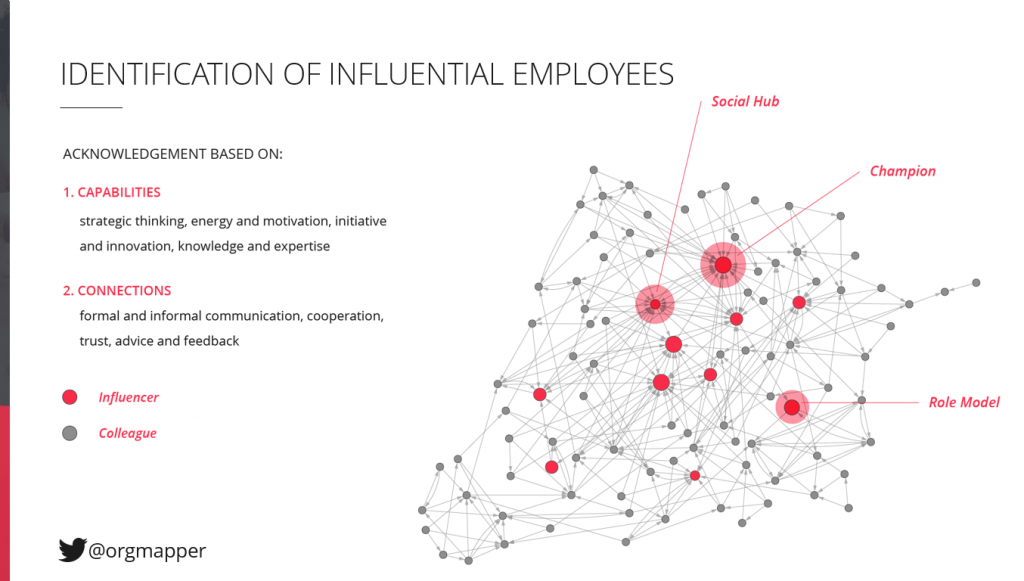 IDENTIFICATION OF INFLUENTIAL EMPLOYEES
Social Hub
ACKNOWLEDGEMENT BASED ON:
Champion
1. CAPABILITIES
strategic thinking, energy and motivation, initiative
and innovation, knowledge and expertise
2. CONNECTIONS
formal and informal communication, cooperation,
trust, advice and feedback
Influencer
Role Model
Colleague
@orgmapper